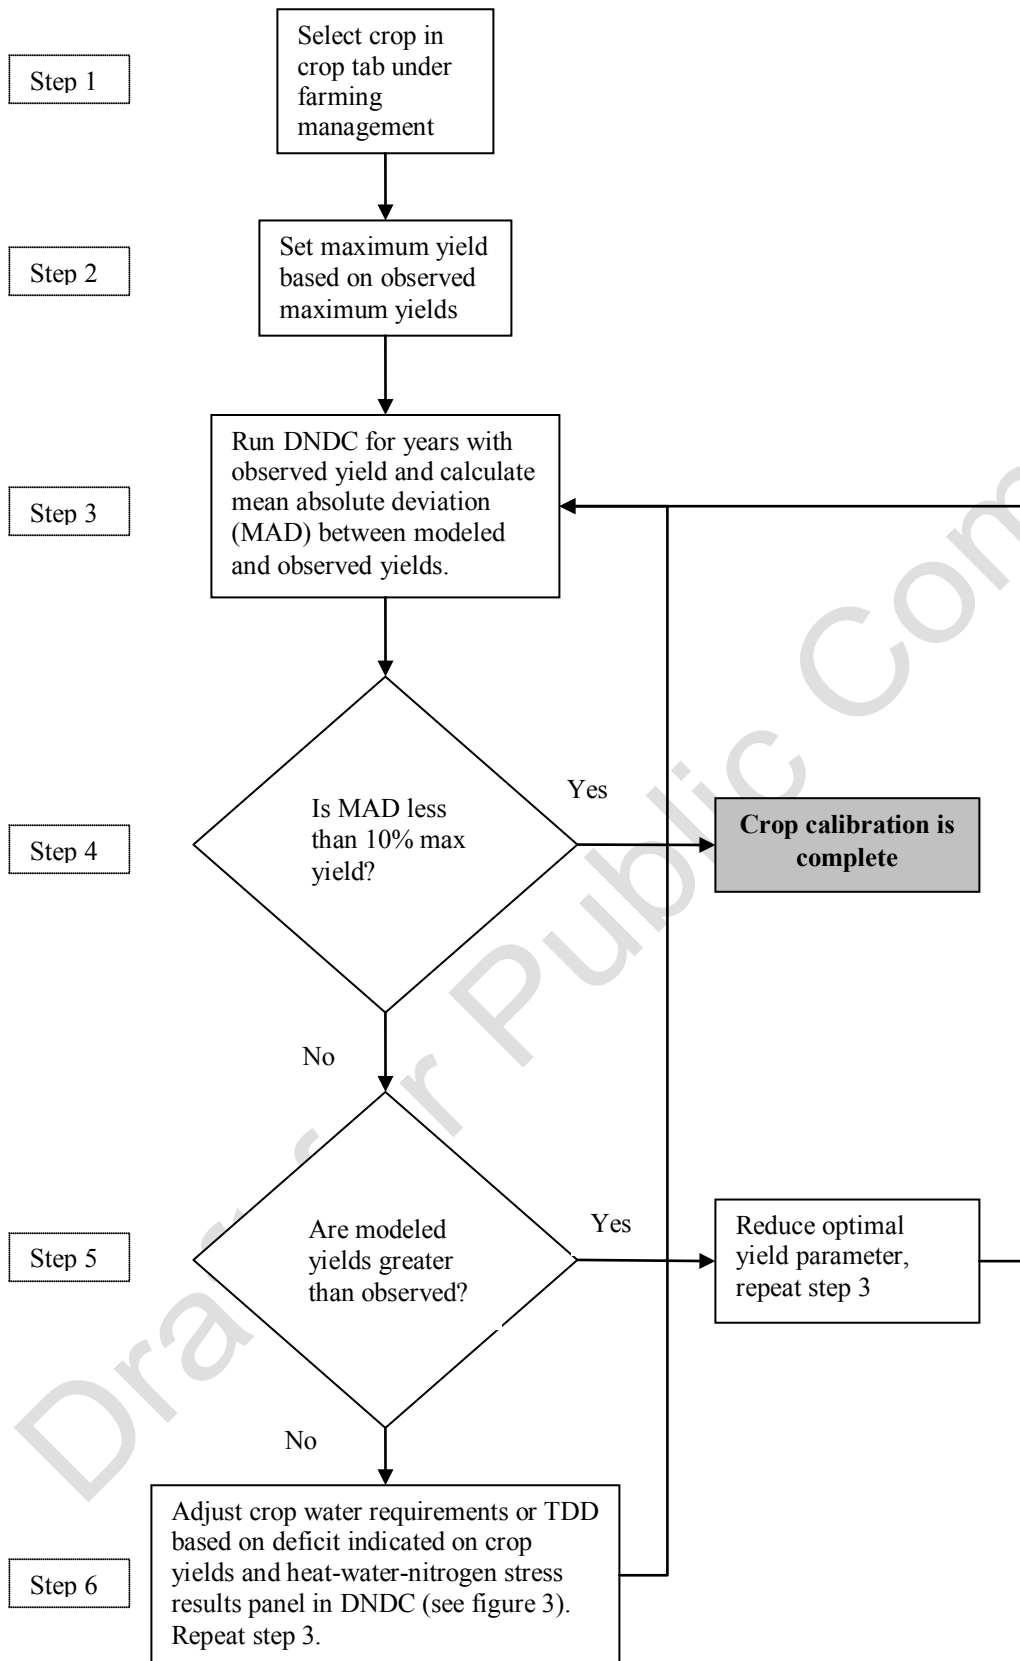 Step 1
Select crop in
crop tab under
farming
management
Step 2
Set maximum yield
based on observed
maximum yields
Step 3
Run DNDC for years with
observed yield and calculate
mean absolute deviation
(MAD) between modeled
and observed yields.
Step 4
Is MAD less
than 10% max
yield?
Yes
Crop calibration is
complete
No
Step 5
Are modeled
yields greater
than observed?
Yes
Reduce optimal
yield parameter,
repeat step 3
No
Step 6
Adjust crop water requirements or TDD
based on deficit indicated on crop
yields and heat-water-nitrogen stress
results panel in DNDC (see figure 3).
Repeat step 3.